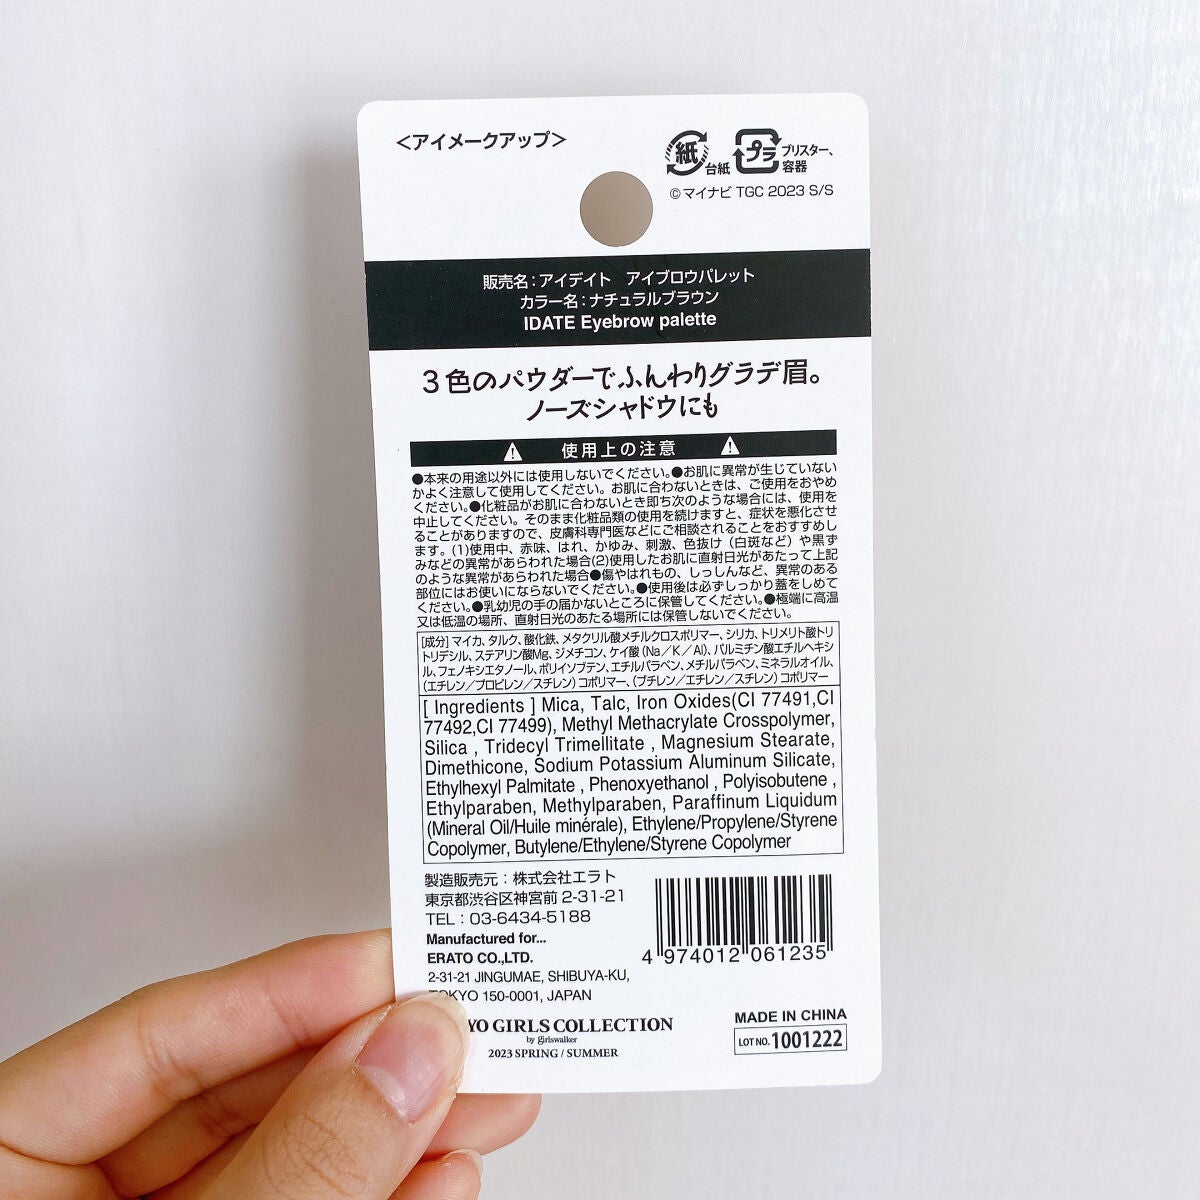 <アイメークアップ>
紙
台紙
プラ
ブリスター、
容器
©マイナビ TGC 2023 S/S
販売名:アイデイト　アイブロウパレット
カラー名:ナチュラルブラウン
IDATE Eyebrow palette
3色のパウダーでふんわりグラデ眉。
ノーズシャドウにも
使用上の注意
●本来の用途以外には使用しないでください。●お肌に異常が生じていない
かよく注意して使用してください。お肌に合わないときは、ご使用をおやめ
ください。●化粧品がお肌に合わないとき即ち次のような場合には、使用を
中止してください。そのまま化粧品類の使用を続けますと、症状を悪化させ
ることがありますので、皮膚科専門医などにご相談されることをおすすめし
ます。(1)使用中、赤味、はれ、かゆみ、刺激、色抜け(白斑など)や黒ず
みなどの異常があらわれた場合(2)使用したお肌に直射日光があたって上記
のような異常があらわれた場合●傷やはれもの、しっしんなど、異常のある
部位にはお使いにならないでください。●使用後は必ずしっかり蓋をしめて
ください。●乳幼児の手の届かないところに保管してください。●極端に高温
又は低温の場所、直射日光のあたる場所には保管しないでください。
[成分] マイカ、タルク、酸化鉄、メタクリル酸メチルクロスポリマー、シリカ、トリメリト酸トリ
トリデシル、ステアリン酸Mg、ジメチコン、ケイ酸(Na/K/Al)、パルミチン酸エチルヘキシ
ル、フェノキシエタノール、ポリイソブテン、エチルパラベン、メチルパラベン、ミネラルオイル、
(エチレン/プロピレン/スチレン)コポリマー、(ブチレン/エチレン/スチレン)コポリマー
[ Ingredients ] Mica, Talc, Iron Oxides(CI 77491,CI
77492,CI 77499), Methyl Methacrylate Crosspolymer,
Silica , Tridecyl Trimellitate , Magnesium Stearate,
Dimethicone, Sodium Potassium Aluminum Silicate,
Ethylhexyl Palmitate , Phenoxyethanol , Polyisobutene ,
Ethylparaben, Methylparaben, Paraffinum Liquidum
(Mineral Oil/Huile minérale), Ethylene/Propylene/Styrene
Copolymer, Butylene/Ethylene/Styrene Copolymer
製造販売元:株式会社エラト
東京都渋谷区神宮前 2-31-21
TEL:03-6434-5188
Manufactured for...
ERATO CO.,LTD.
2-31-21 JINGUMAE, SHIBUYA-KU,
TOKYO 150-0001, JAPAN
4 974012 061235
YO GIRLS COLLECTION
by girlswalker
2023 SPRING / SUMMER
MADE IN CHINA
LOT NO. 1001222